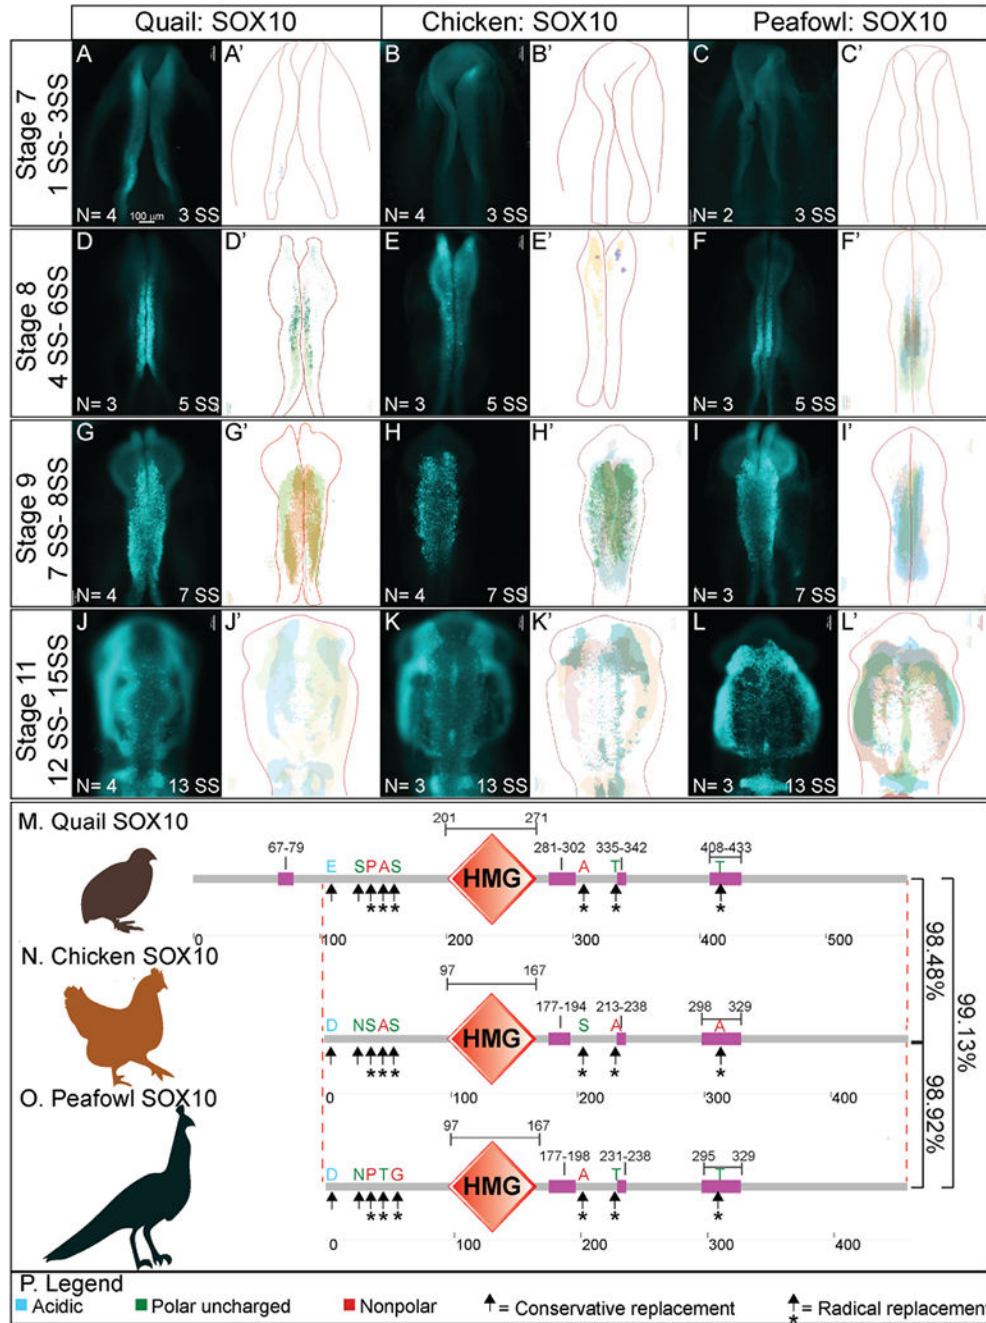 Quail: SOX10 Chicken: SOX10 Peafowl: SOX10
Stage 7
1 SS- 3SS
A A' B B' C C'
N= 4 100 µm 3 SS N= 4 3 SS N= 2 3 SS
Stage 8
4 SS- 6SS
D D' E E' F F'
N= 3 5 SS N= 3 5 SS N= 3 5 SS
Stage 9
7 SS- 8SS
G G' H H' I I'
N= 4 7 SS N= 4 7 SS N= 3 7 SS
Stage 11
12 SS- 15SS
J J' K K' L L'
N= 4 13 SS N= 3 13 SS N= 3 13 SS
M. Quail SOX10
201 271
67-79 281-302 335-342 408-433
E S P A S HMG A T T
* * * * * *
0 100 200 300 400 500
N. Chicken SOX10
97 167
177-194 213-238 298 329
D N S A S HMG S A A
* * * * * *
0 100 200 300 400
O. Peafowl SOX10
97 167
177-198 231-238 295 329
D N P T G HMG A T T
* * * * * *
0 100 200 300 400
98.48%
98.92%
99.13%
P. Legend
Acidic Polar uncharged Nonpolar = Conservative replacement * = Radical replacement